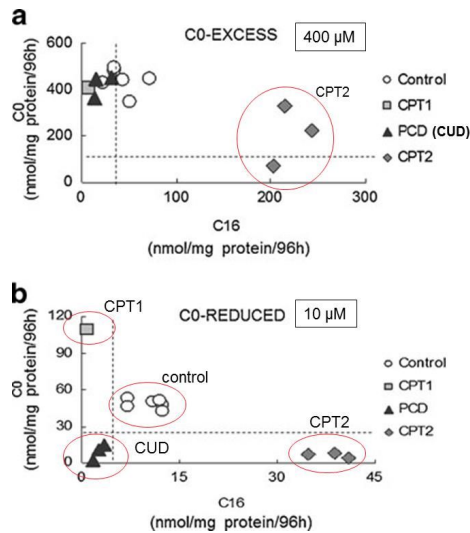 a
C0-EXCESS 400 µM
600
400
200
0
C0
(nmol/mg protein/96h)
CPT2
Control
CPT1
PCD (CUD)
CPT2
0 100 200 300
C16
(nmol/mg protein/96h)
b
CPT1
C0-REDUCED 10 µM
120
90
60
30
0
C0
(nmol/mg protein/96h)
control
CPT2
CUD
Control
CPT1
PCD
CPT2
0 15 30 45
C16
(nmol/mg protein/96h)